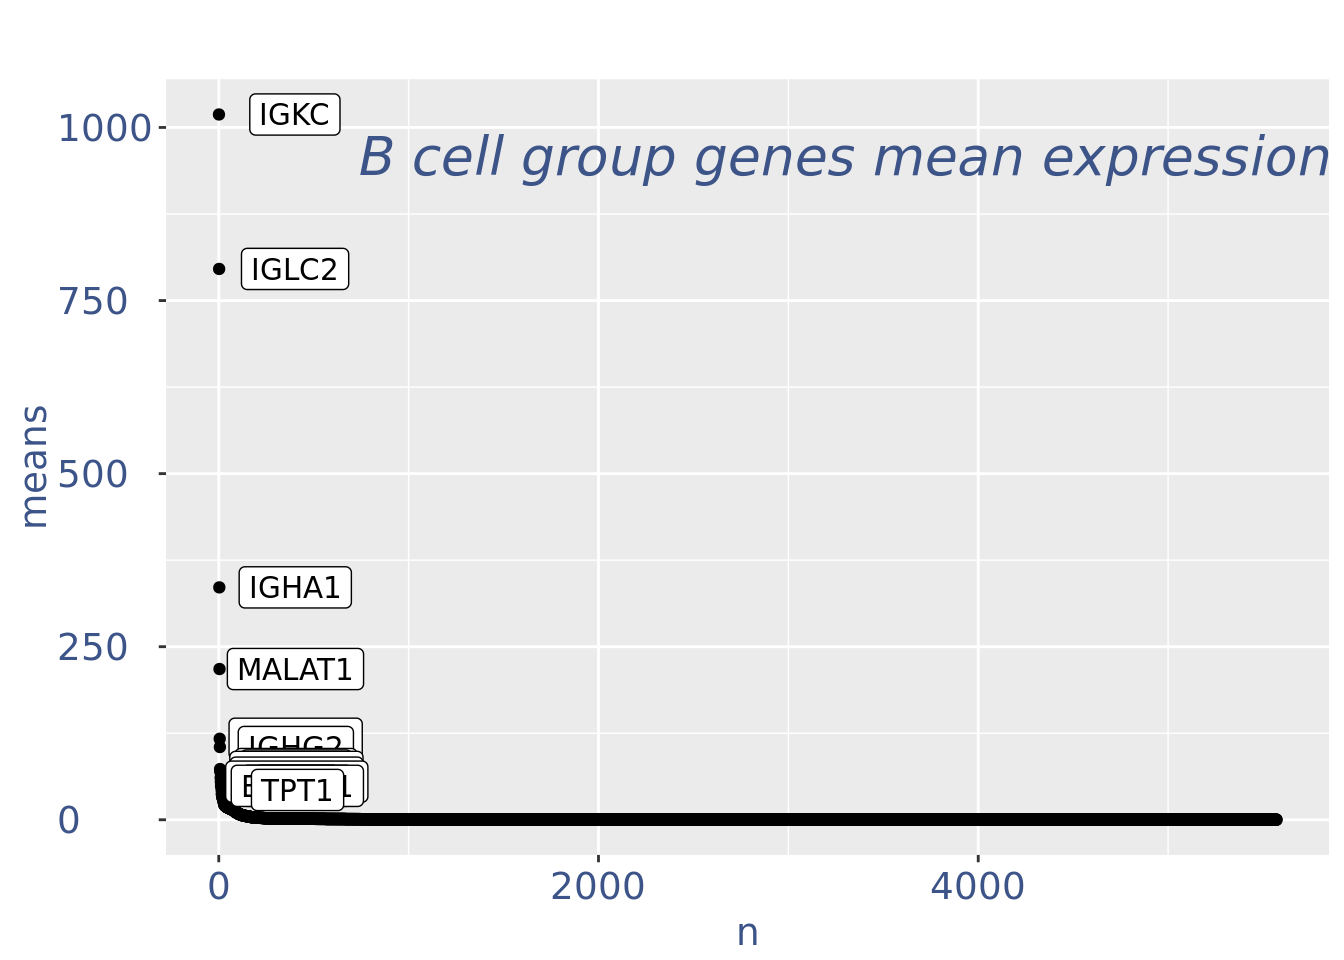 B cell group genes mean expression
means
1000
750
500
250
0
IGKC
IGLC2
IGHA1
MALAT1
IGHG2
TPT1
0
2000
4000
n